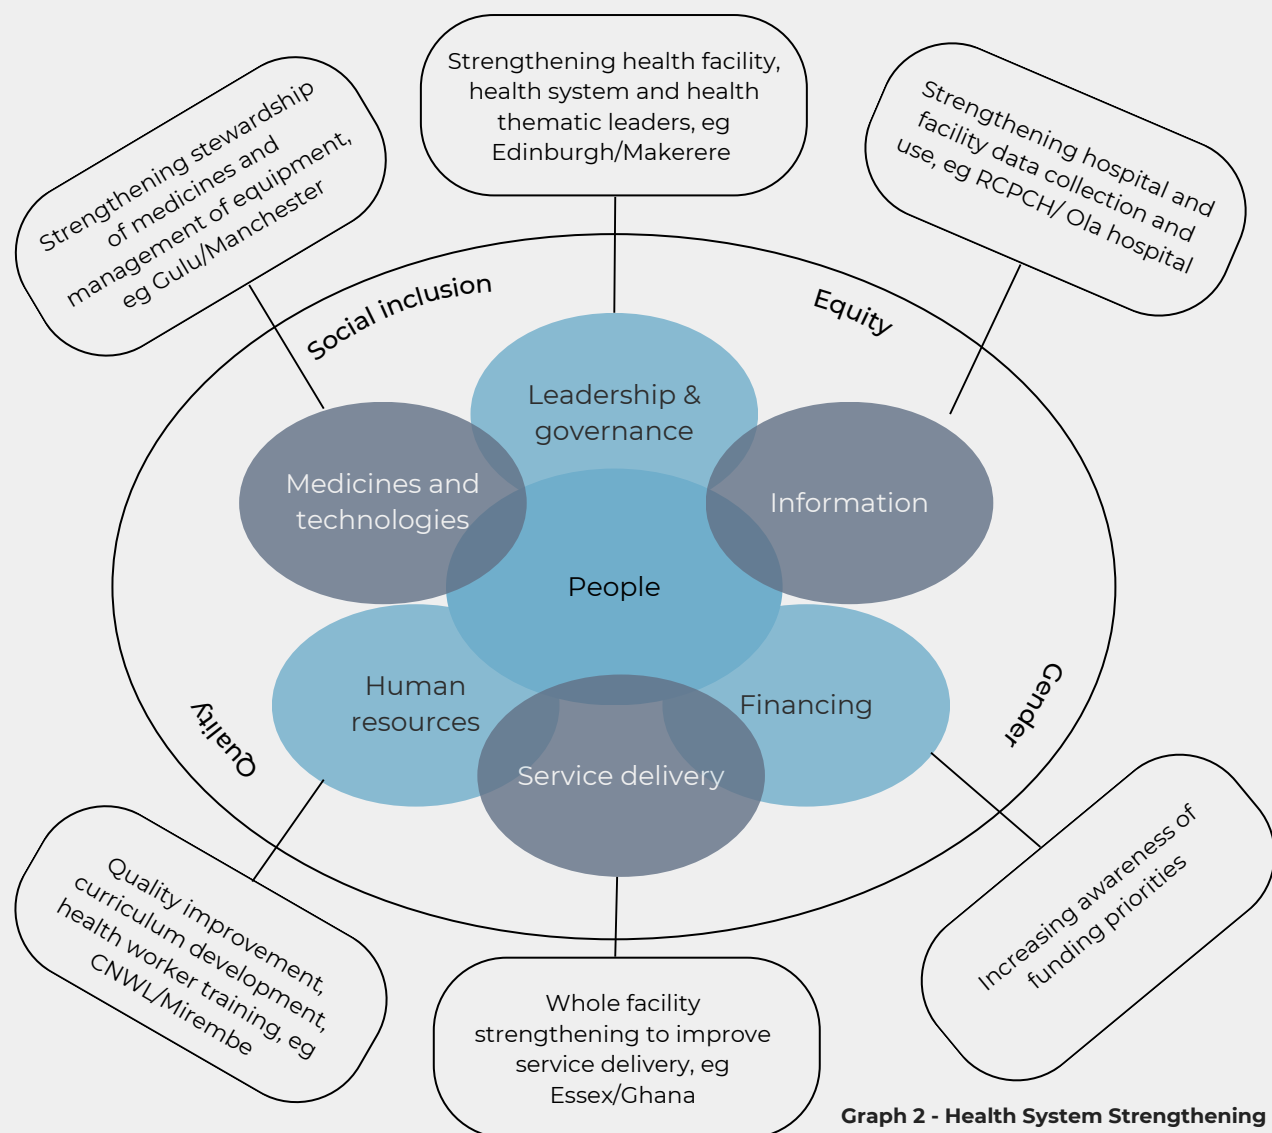 Strengthening stewardship
of medicines and
management of equipment,
eg Gulu/Manchester
Strengthening health facility,
health system and health
thematic leaders, eg
Edinburgh/Makerere
Strengthening hospital and
facility data collection and
use, eg RCPCH/ Ola hospital
Social inclusion
Equity
Leadership &
governance
Medicines and
technologies
Information
People
Human
resources
Financing
Service delivery
Quality
Gender
Quality improvement,
curriculum development,
health worker training, eg
CNWL/Mirembe
Whole facility
strengthening to improve
service delivery, eg
Essex/Ghana
Increasing awareness of
funding priorities
Graph 2 - Health System Strengthening